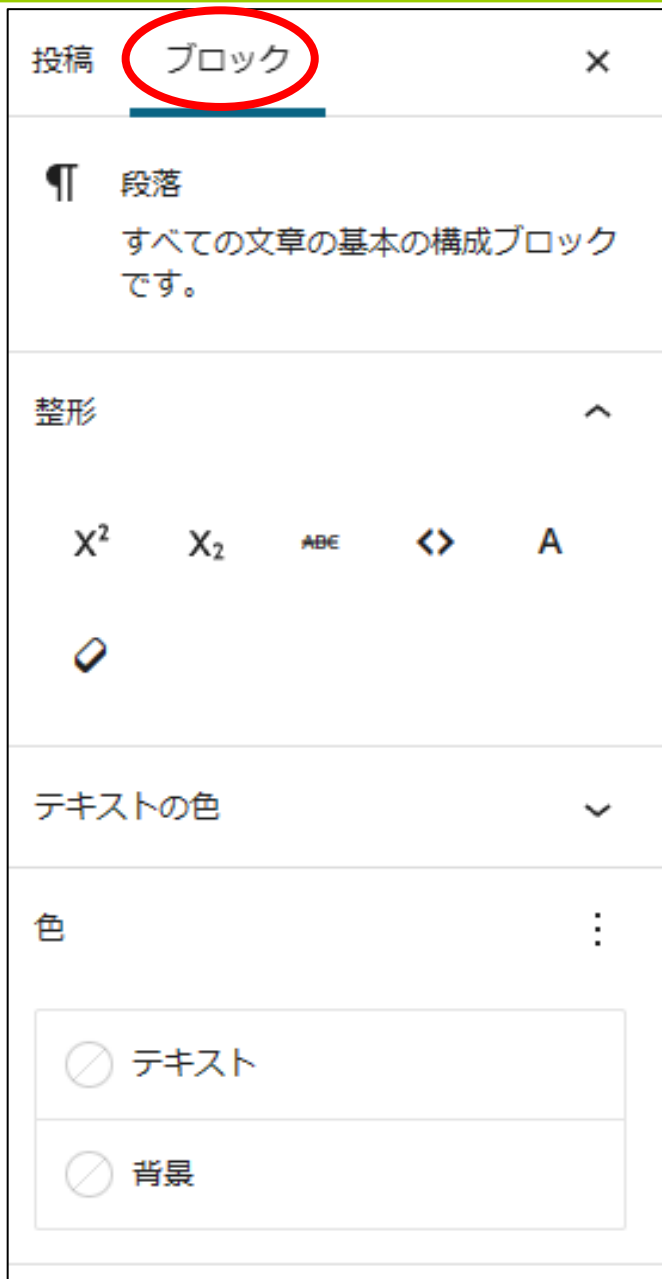 投稿 ブロック ×
¶ 段落
すべての文章の基本の構成ブロック
です。
整形
X² X₂ ABC <> A
テキストの色
色
テキスト
背景